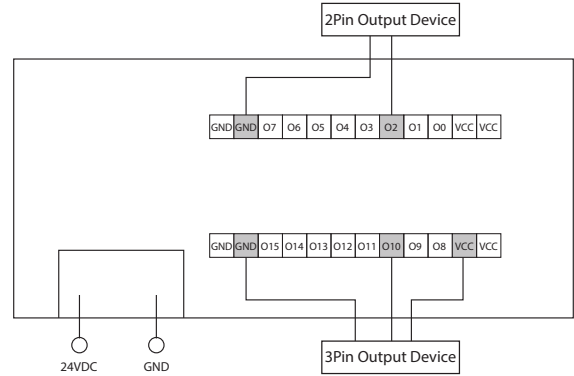 2Pin Output Device
GND GND O7 O6 O5 O4 O3 O2 O1 O0 VCC VCC
GND GND O15 O14 O13 O12 O11 O10 O9 O8 VCC VCC
24VDC GND
3Pin Output Device